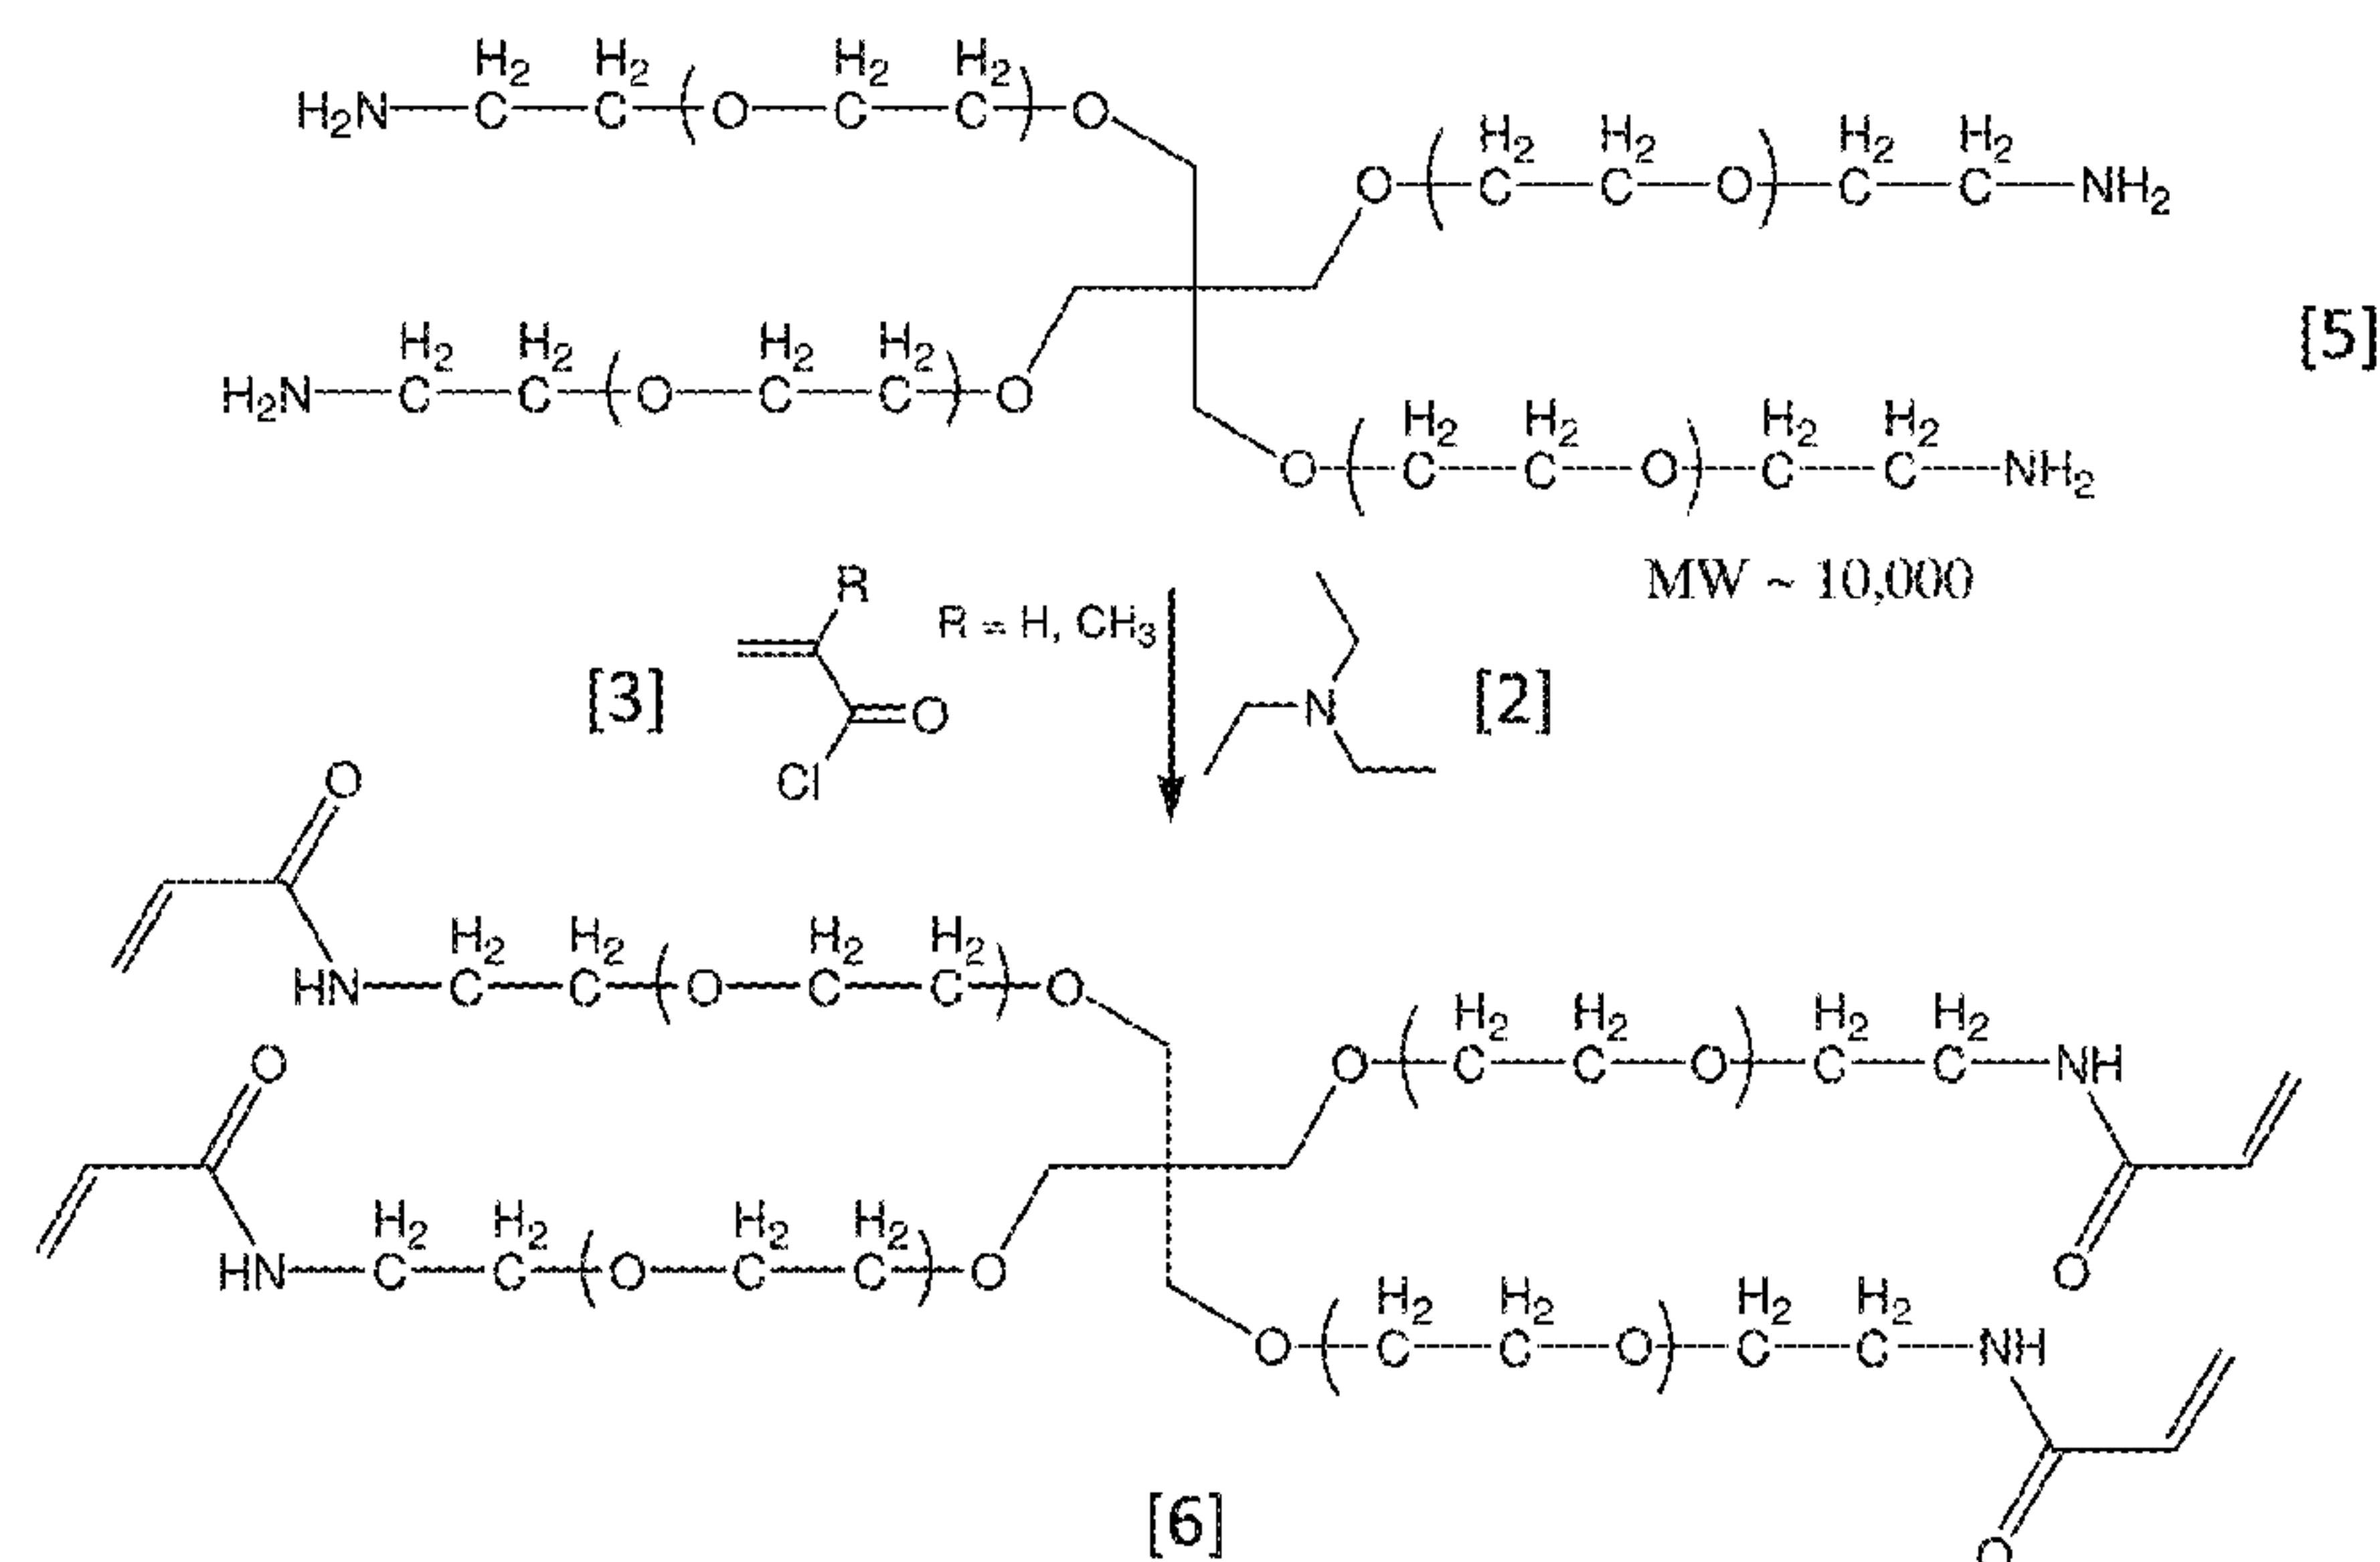 H₂ H₂ H₂ H₂
H₂N C C (O C C) O
H₂ H₂ H₂ H₂
O (C C O) C C NH₂
[5]
H₂ H₂ H₂ H₂
H₂N C C (O C C) O
H₂ H₂ H₂ H₂
O (C C O) C C NH₂
MW ~ 10,000
R
R = H, CH₃
[3]
O
Cl
N
[2]
O
H₂ H₂ H₂ H₂
HN C C (O C C) O
H₂ H₂ H₂ H₂
O (C C O) C C NH
O
O
H₂ H₂ H₂ H₂
HN C C (O C C) O
H₂ H₂ H₂ H₂
O (C C O) C C NH
O
[6]